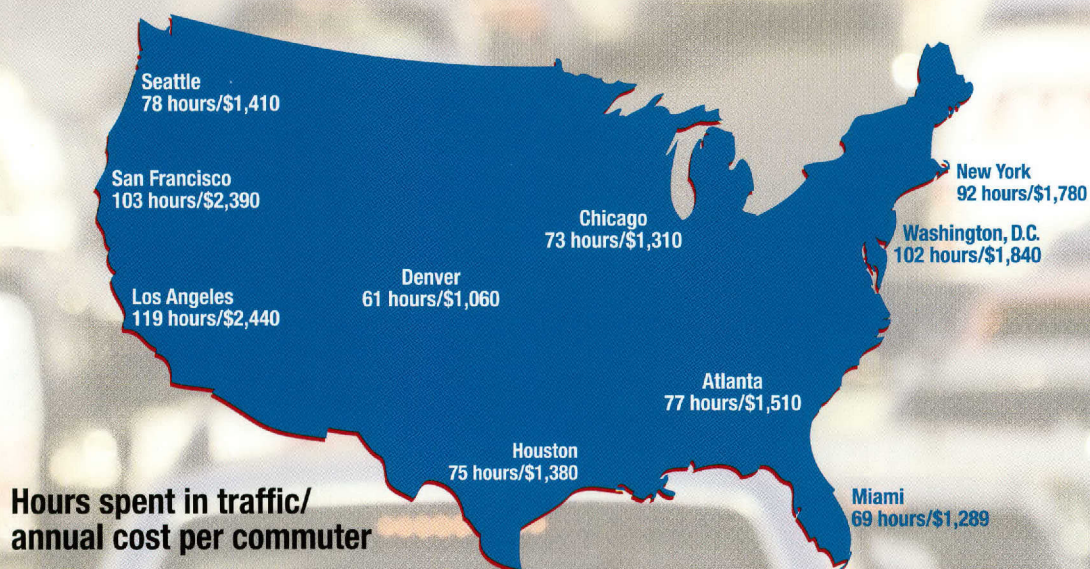 Seattle
78 hours/$1,410
San Francisco
103 hours/$2,390
Los Angeles
119 hours/$2,440
Denver
61 hours/$1,060
Chicago
73 hours/$1,310
New York
92 hours/$1,780
Washington, D.C.
102 hours/$1,840
Atlanta
77 hours/$1,510
Houston
75 hours/$1,380
Miami
69 hours/$1,289
Hours spent in traffic/
annual cost per commuter